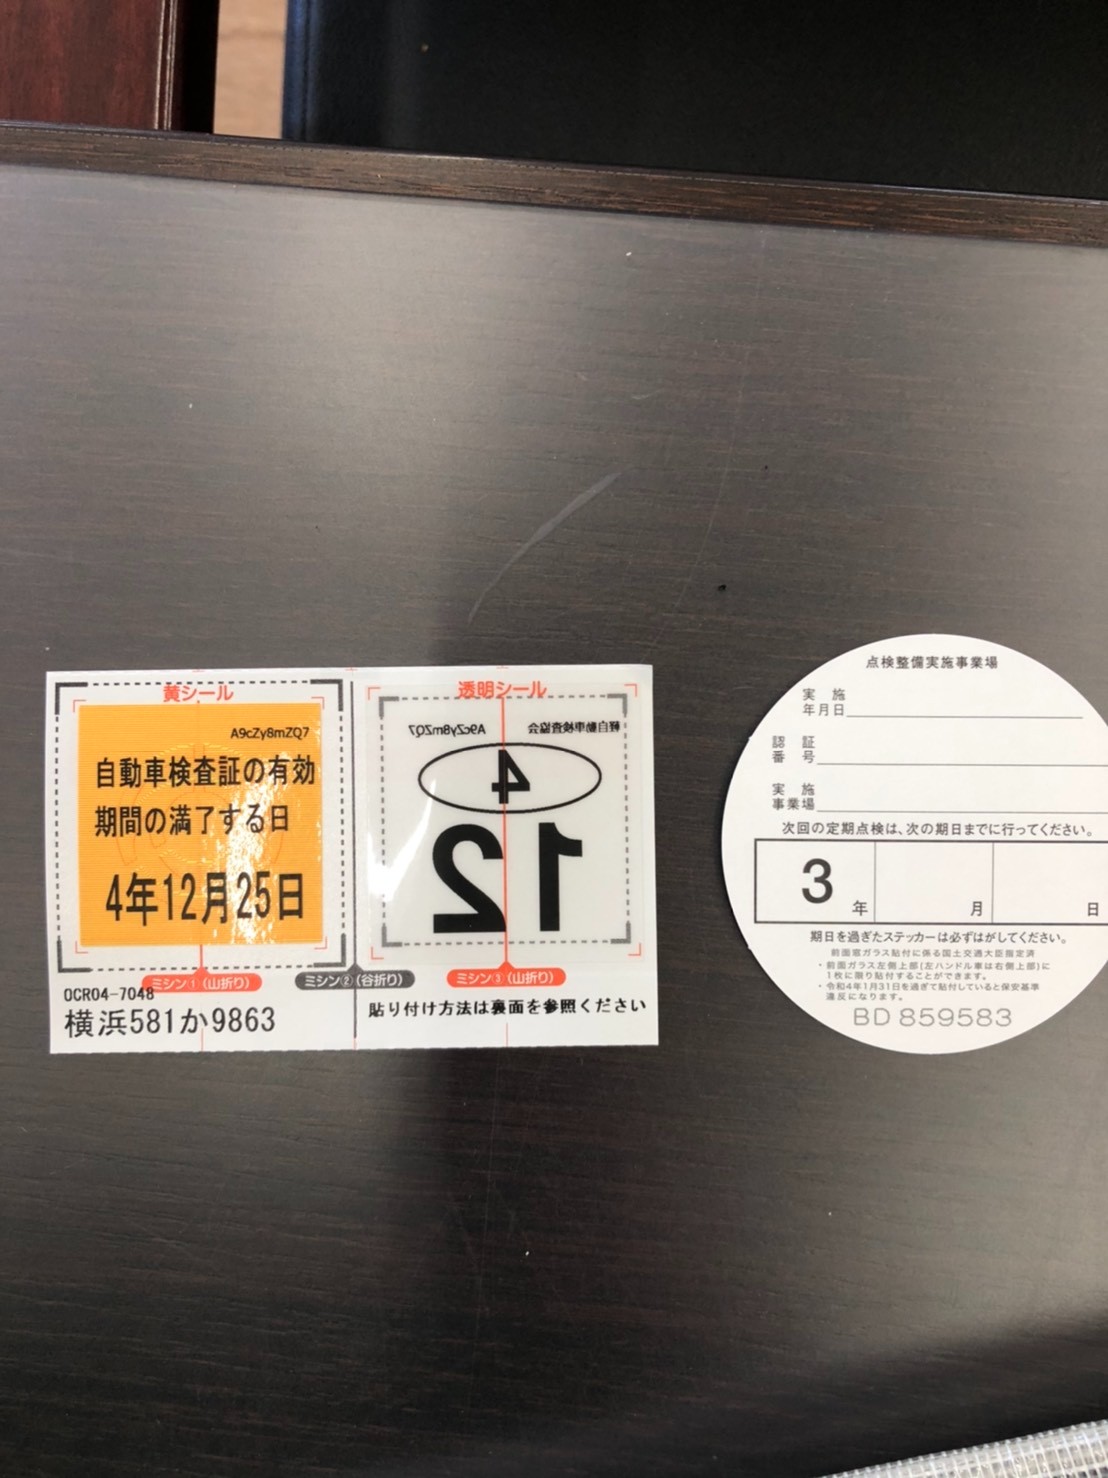 黄シール
A9cZy8mZQ7
自動車検査証の有効
期間の満了する日
4年12月25日
ミシン①(山折り)
OCR04-7048
横浜581か9863
ミシン②(谷折り)
透明シール
軽自動車検査協会 A9cZy8mZQ7
4
12
ミシン③(山折り)
貼り付け方法は裏面を参照ください
点検整備実施事業場
実施
年月日
認証
番号
実施
事業場
次回の定期点検は、次の期日までに行ってください。
3年 月 日
期日を過ぎたステッカーは必ずはがしてください。
前面窓ガラス貼付に係る国土交通大臣指定済
・前面ガラス左側上部(左ハンドル車は右側上部)に
1枚に限り貼付することができます。
・令和4年1月31日を過ぎて貼付していると保安基準
違反になります。
BD 859583